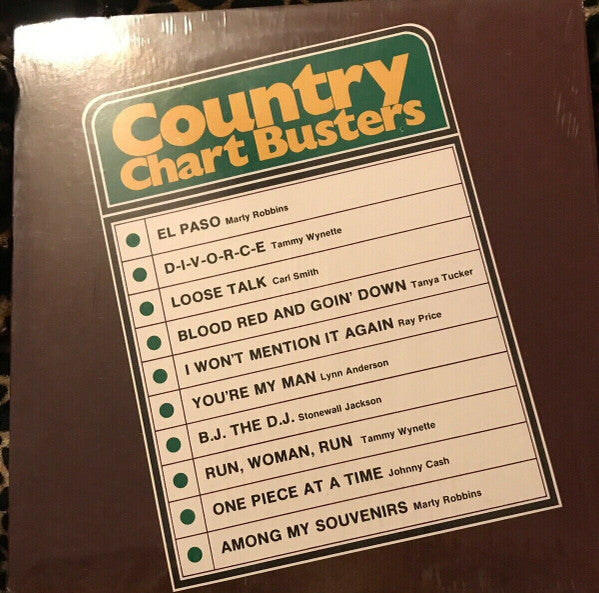 Country
Chart Busters
EL PASO Marty Robbins
D-I-V-O-R-C-E Tammy Wynette
LOOSE TALK Carl Smith
BLOOD RED AND GOIN' DOWN Tanya Tucker
I WON'T MENTION IT AGAIN Ray Price
YOU'RE MY MAN Lynn Anderson
B.J. THE D.J. Stonewall Jackson
RUN, WOMAN, RUN Tammy Wynette
ONE PIECE AT A TIME Johnny Cash
AMONG MY SOUVENIRS Marty Robbins